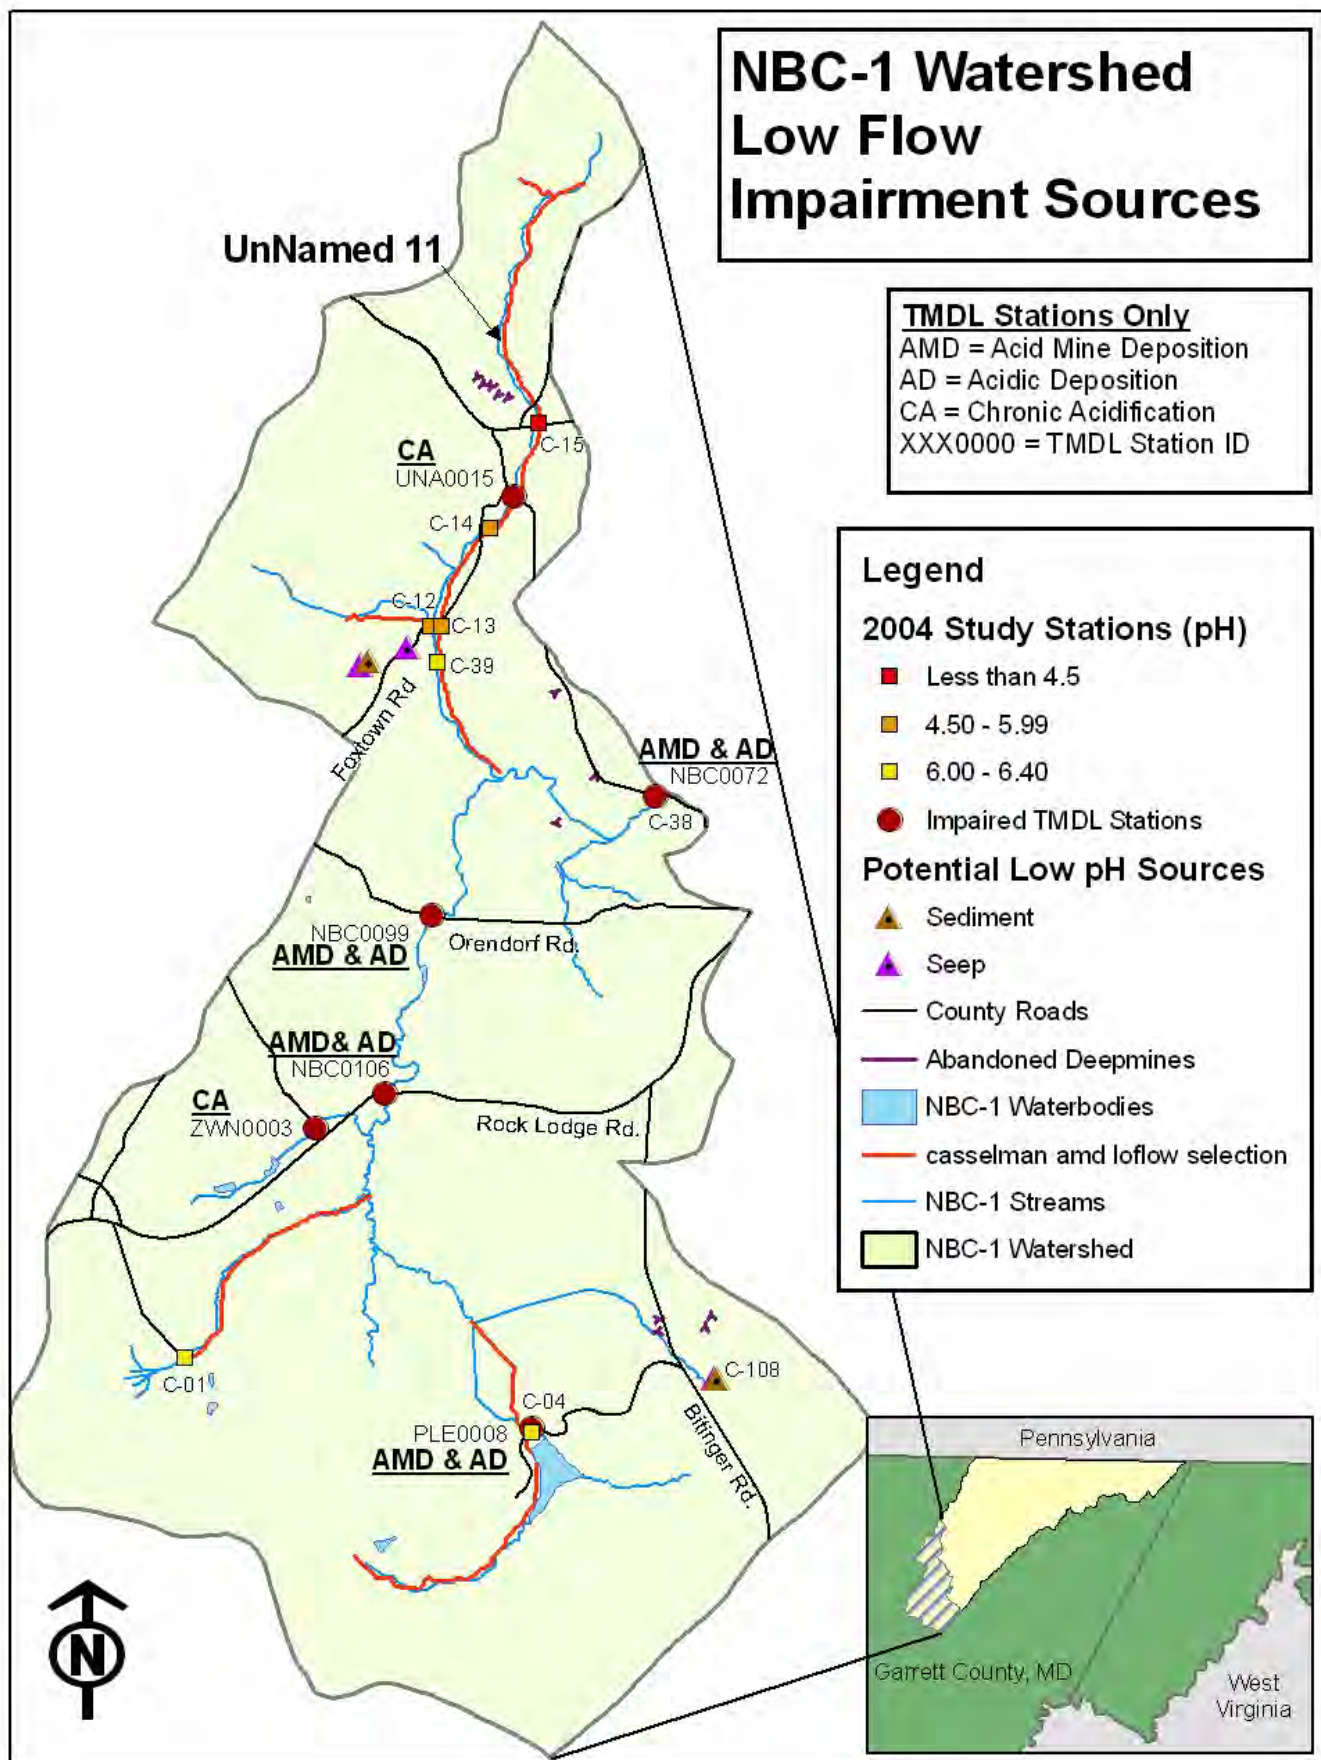 NBC-1 Watershed
Low Flow
Impairment Sources
TMDL Stations Only
AMD = Acid Mine Deposition
AD = Acidic Deposition
CA = Chronic Acidification
XXX0000 = TMDL Station ID
UnNamed 11
C-15
CA
UNA0015
C-14
C-12
C-13
C-39
Foxtown Rd
AMD & AD
NBC0072
C-38
NBC0099
AMD & AD
Orendorf Rd.
AMD& AD
NBC0106
CA
ZWN0003
Rock Lodge Rd.
C-01
C-108
C-04
PLE0008
AMD & AD
Bitinger Rd.
N
Legend
2004 Study Stations (pH)
Less than 4.5
4.50 - 5.99
6.00 - 6.40
Impaired TMDL Stations
Potential Low pH Sources
Sediment
Seep
County Roads
Abandoned Deepmines
NBC-1 Waterbodies
casselman amd loflow selection
NBC-1 Streams
NBC-1 Watershed
Pennsylvania
Garrett County, MD
West
Virginia